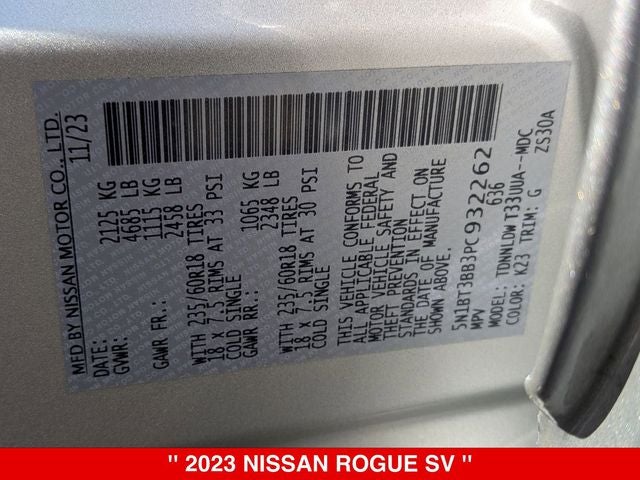 MFD BY NISSAN MOTOR CO., LTD.
DATE: 11/23
GVWR: 2125 KG
4685 LB
GAWR FR.: 1115 KG
2458 LB
WITH 235/60R18 TIRES
18 x 7.5 RIMS AT 33 PSI
COLD SINGLE
GAWR RR.: 1065 KG
2348 LB
WITH 235/60R18 TIRES
18 x 7.5 RIMS AT 30 PSI
COLD SINGLE
THIS VEHICLE CONFORMS TO
ALL APPLICABLE FEDERAL
MOTOR VEHICLE SAFETY AND
THEFT PREVENTION
STANDARDS IN EFFECT ON
THE DATE OF MANUFACTURE
SHOWN ABOVE.
5N1BT3BB3PC932262
MPV 636
MODEL: TDNNLDW T33UUA--MDC
COLOR: K23 TRIM: G ZS30A
" 2023 NISSAN ROGUE SV "